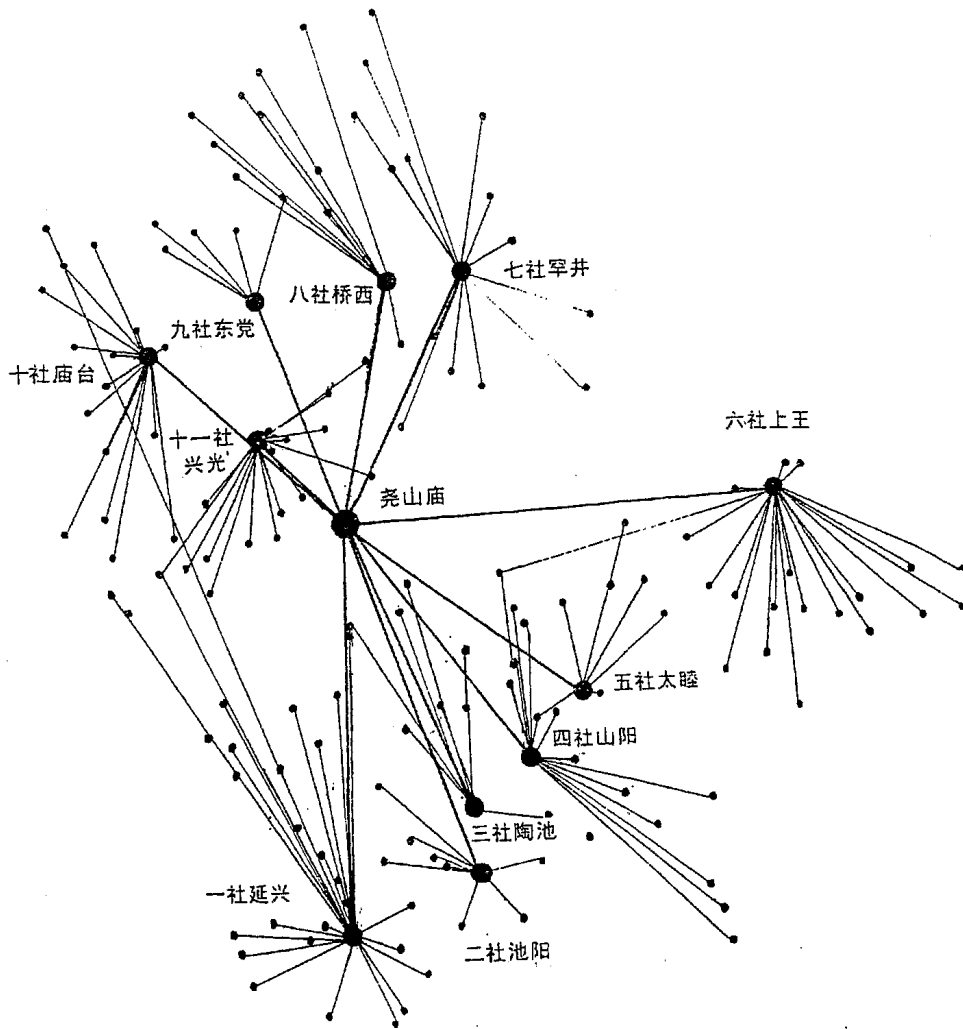 七社罕井
八社桥西
九社东党
十社庙台
六社上王
十一社
兴光
尧山庙
五社太睦
四社山阳
三社陶池
一社延兴
二社池阳